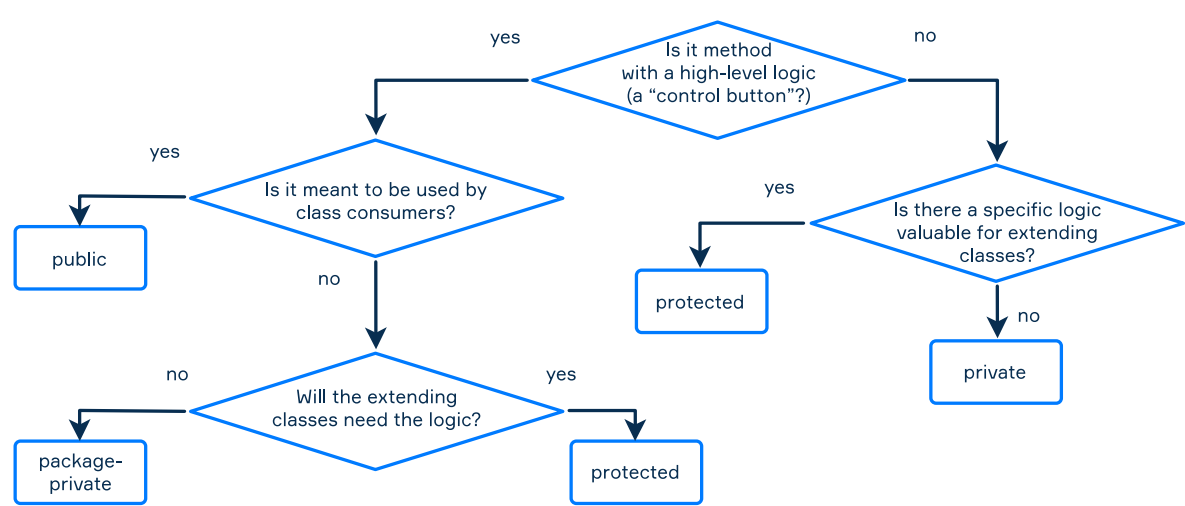 yes
no
Is it method
with a high-level logic
(a “control button”?)
yes
Is it meant to be used by
class consumers?
yes
Is there a specific logic
valuable for extending
classes?
public
no
protected
no
private
no
Will the extending
classes need the logic?
yes
package-
private
protected